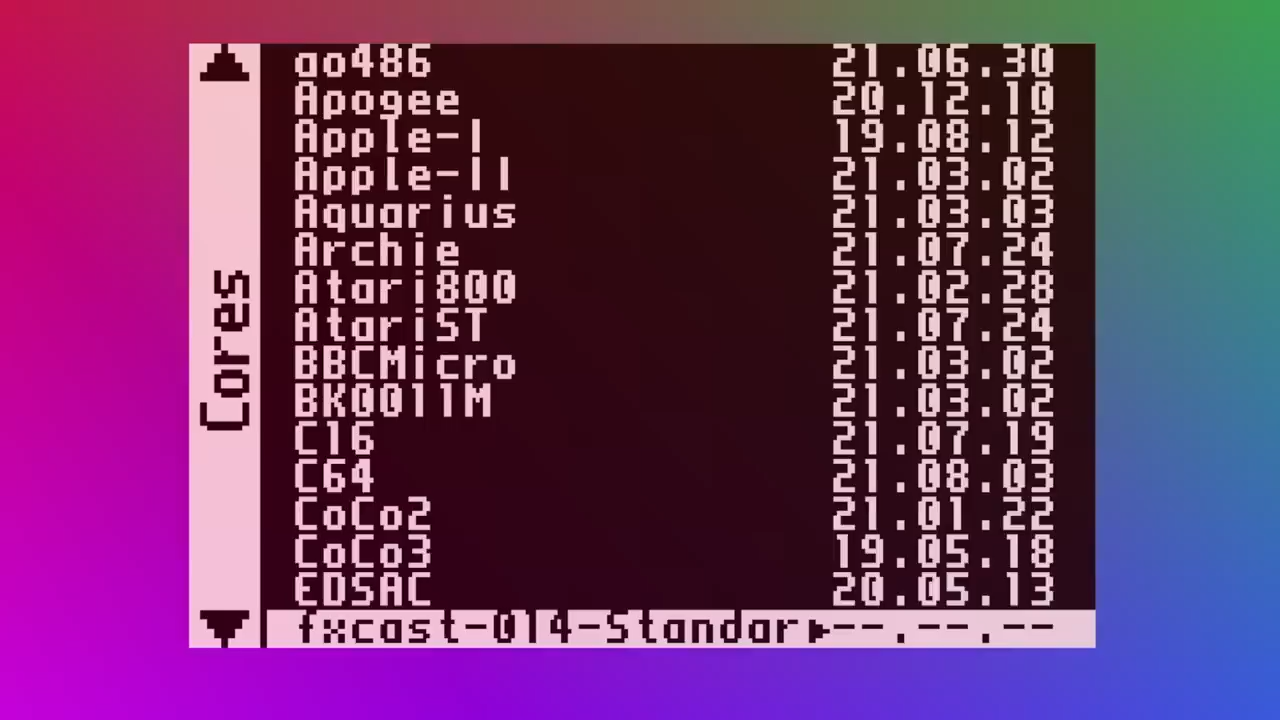 Cores
ao486 21.06.30
Apogee 20.12.10
Apple-I 19.08.12
Apple-II 21.03.02
Aquarius 21.03.03
Archie 21.07.24
Atari800 21.02.28
AtariST 21.07.24
BBCMicro 21.03.02
BK0011M 21.03.02
C16 21.07.19
C64 21.08.03
CoCo2 21.01.22
CoCo3 19.05.18
EDSAC 20.05.13
fxcast-014-Standar▸--.--.--